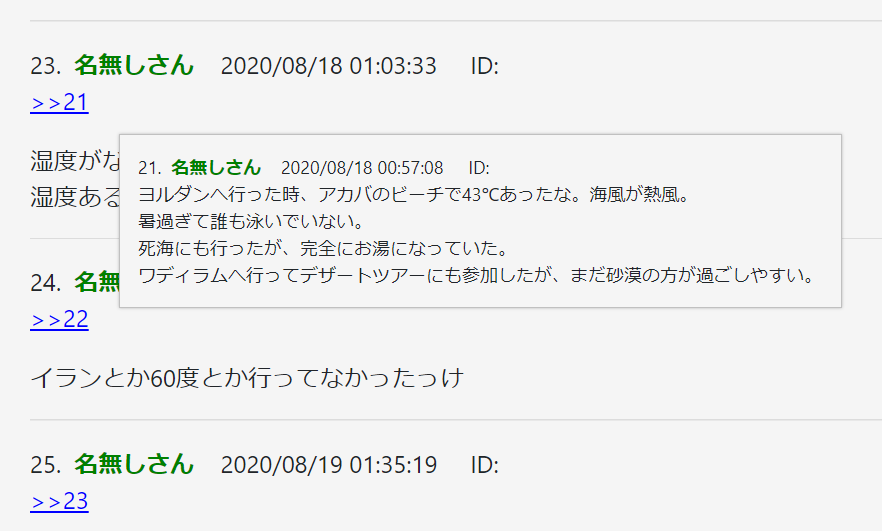 23. 名無しさん 2020/08/18 01:03:33 ID:
>>21
湿度がな
湿度ある
21. 名無しさん 2020/08/18 00:57:08 ID:
ヨルダンへ行った時、アカバのビーチで43℃あったな。海風が熱風。
暑過ぎて誰も泳いでいない。
死海にも行ったが、完全にお湯になっていた。
ワディラムへ行ってデザートツアーにも参加したが、まだ砂漠の方が過ごしやすい。
24. 名無
>>22
イランとか60度とか行ってなかったっけ
25. 名無しさん 2020/08/19 01:35:19 ID:
>>23